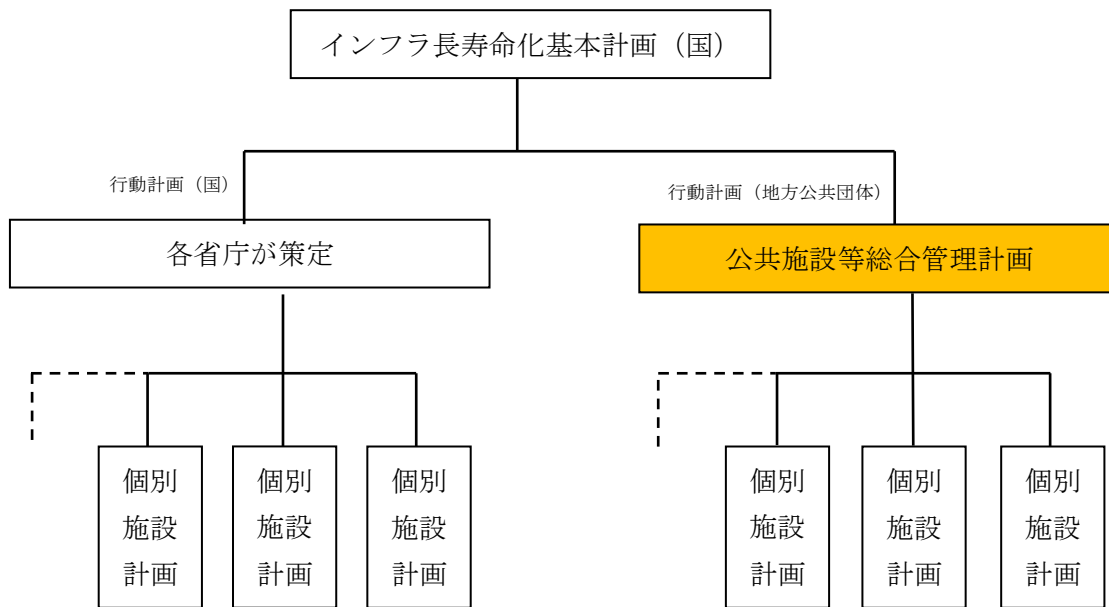 インフラ長寿命化基本計画（国）
行動計画（国）
行動計画（地方公共団体）
各省庁が策定
公共施設等総合管理計画
個別
施設
計画
個別
施設
計画
個別
施設
計画
個別
施設
計画
個別
施設
計画
個別
施設
計画